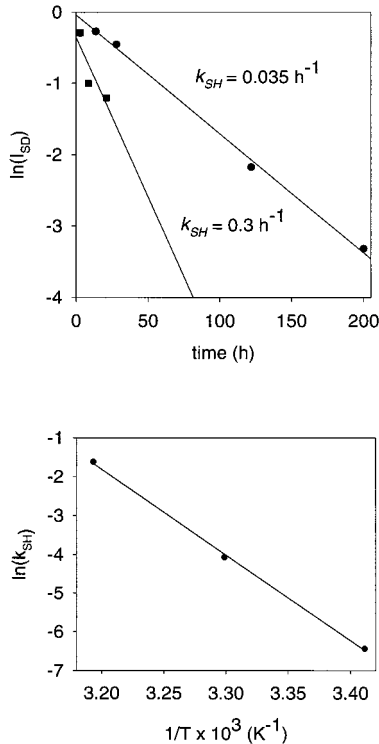 0
-1
-2
-3
-4
ln(I_SD)
k_SH = 0.035 h^-1
k_SH = 0.3 h^-1
0 50 100 150 200
time (h)
-1
-2
-3
-4
-5
-6
-7
ln(k_SH)
3.20 3.25 3.30 3.35 3.40
1/T x 10^3 (K^-1)